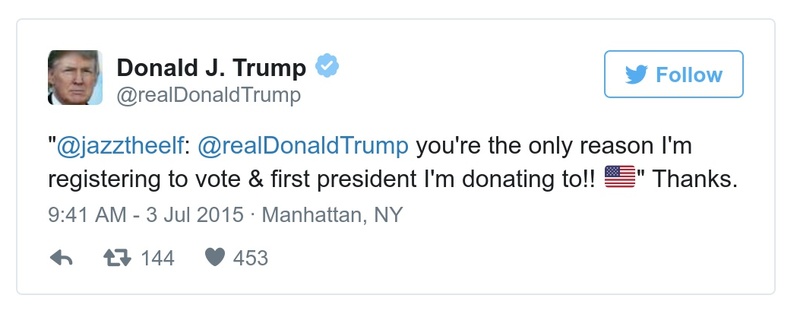 Donald J. Trump
@realDonaldTrump
Follow
"@jazztheelf: @realDonaldTrump you're the only reason I'm
registering to vote & first president I'm donating to!! 🇺🇸" Thanks.
9:41 AM - 3 Jul 2015 · Manhattan, NY
144 453